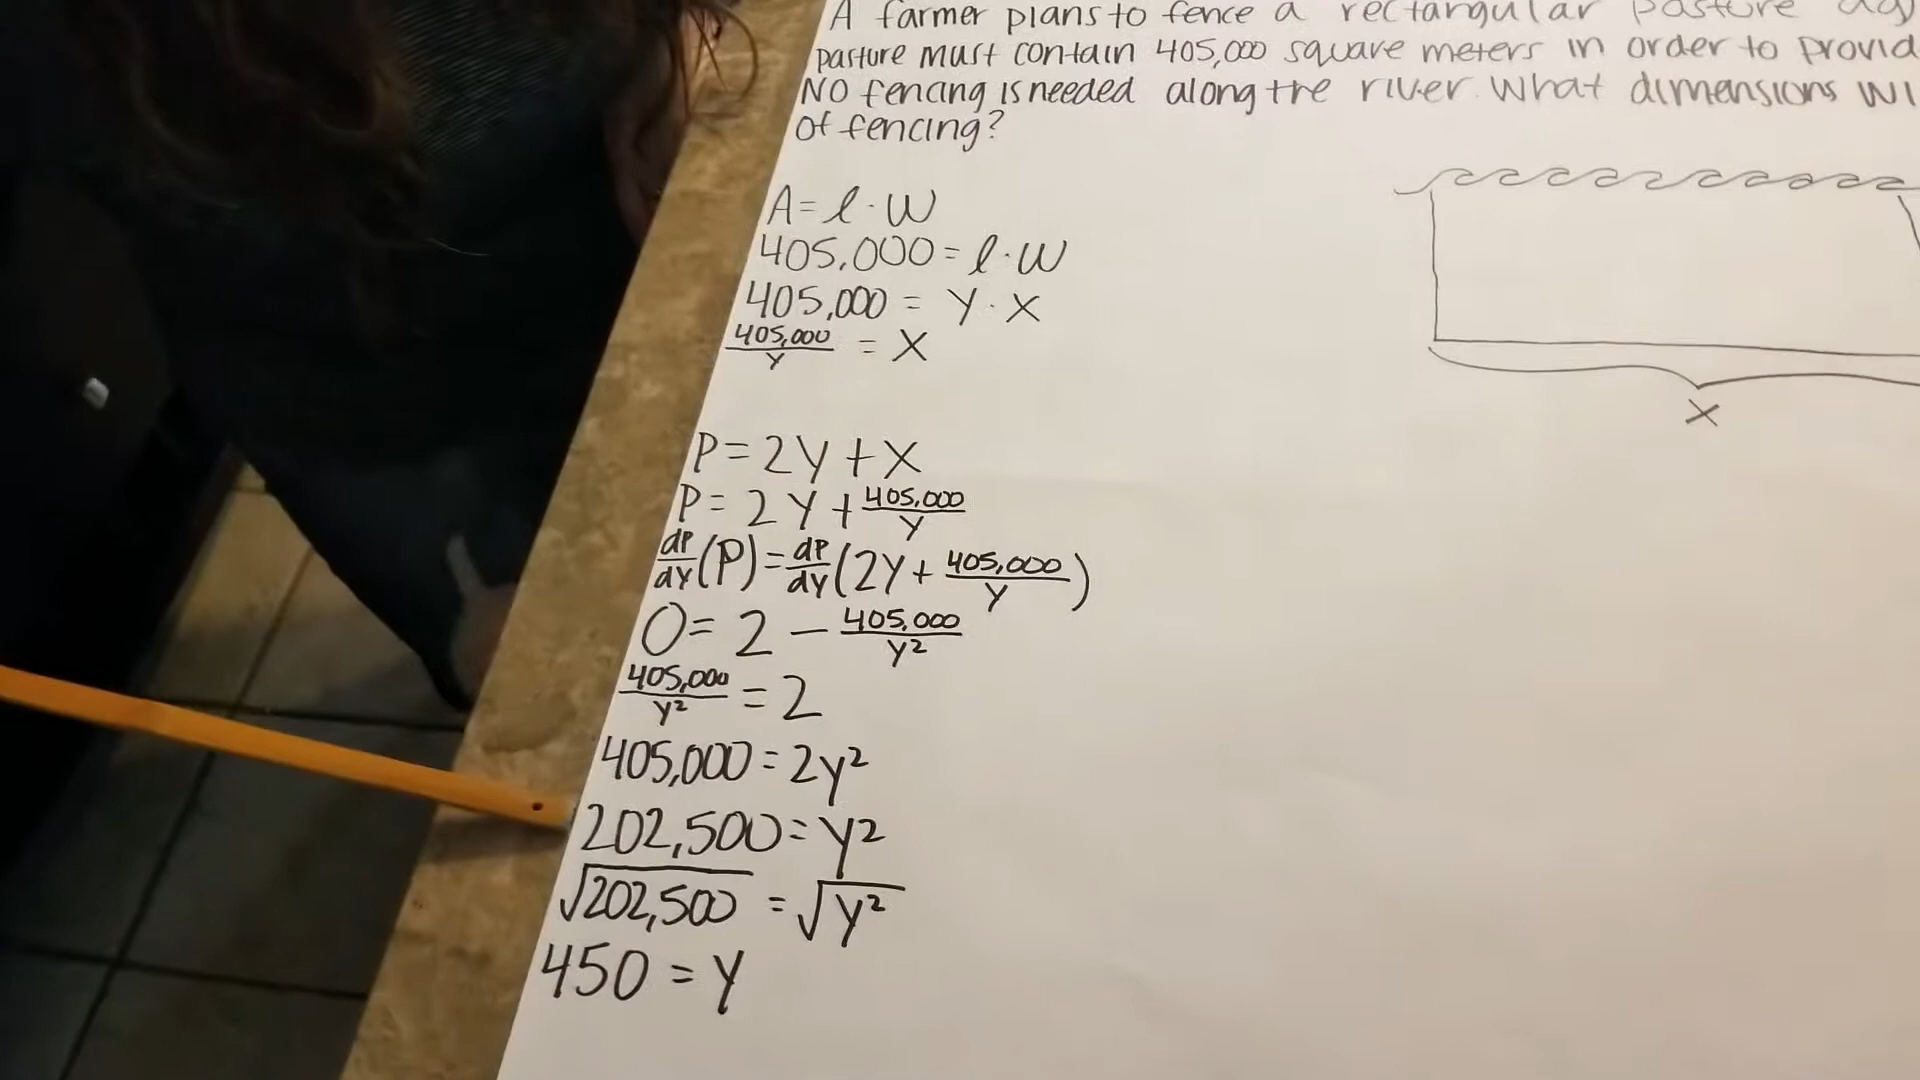 A farmer plans to fence a rectangular pasture
pasture must contain 405,000 square meters in order to provid
NO fencing is needed along the river. What dimensions wi
of fencing?
A = l · W
405,000 = l · W
405,000 = Y · X
405,000/Y = X
X
P = 2Y + X
P = 2Y + 405,000/Y
dP/dY (P) = dP/dY (2Y + 405,000/Y)
0 = 2 - 405,000/Y²
405,000/Y² = 2
405,000 = 2Y²
202,500 = Y²
√202,500 = √Y²
450 = Y